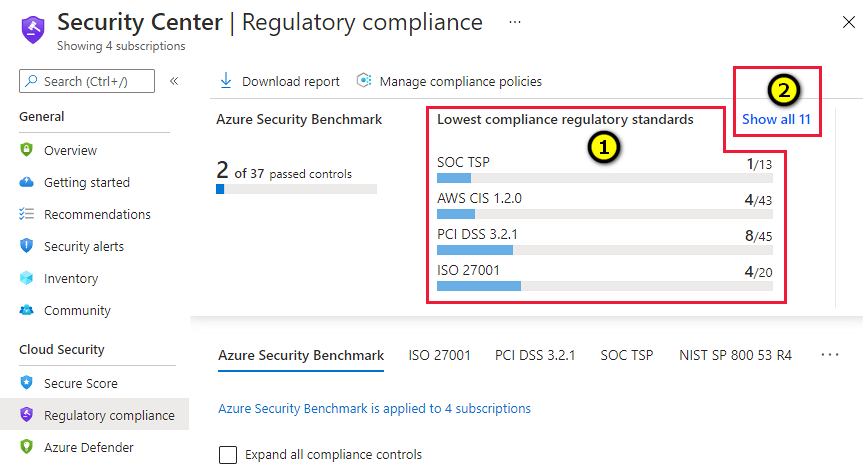 Security Center | Regulatory compliance ...
Showing 4 subscriptions
Search (Ctrl+/)
«
Download report
Manage compliance policies
General
Overview
Getting started
Recommendations
Security alerts
Inventory
Community
Cloud Security
Secure Score
Regulatory compliance
Azure Defender
Azure Security Benchmark
2 of 37 passed controls
Lowest compliance regulatory standards
1
2
Show all 11
SOC TSP 1/13
AWS CIS 1.2.0 4/43
PCI DSS 3.2.1 8/45
ISO 27001 4/20
Azure Security Benchmark ISO 27001 PCI DSS 3.2.1 SOC TSP NIST SP 800 53 R4 ...
Azure Security Benchmark is applied to 4 subscriptions
Expand all compliance controls